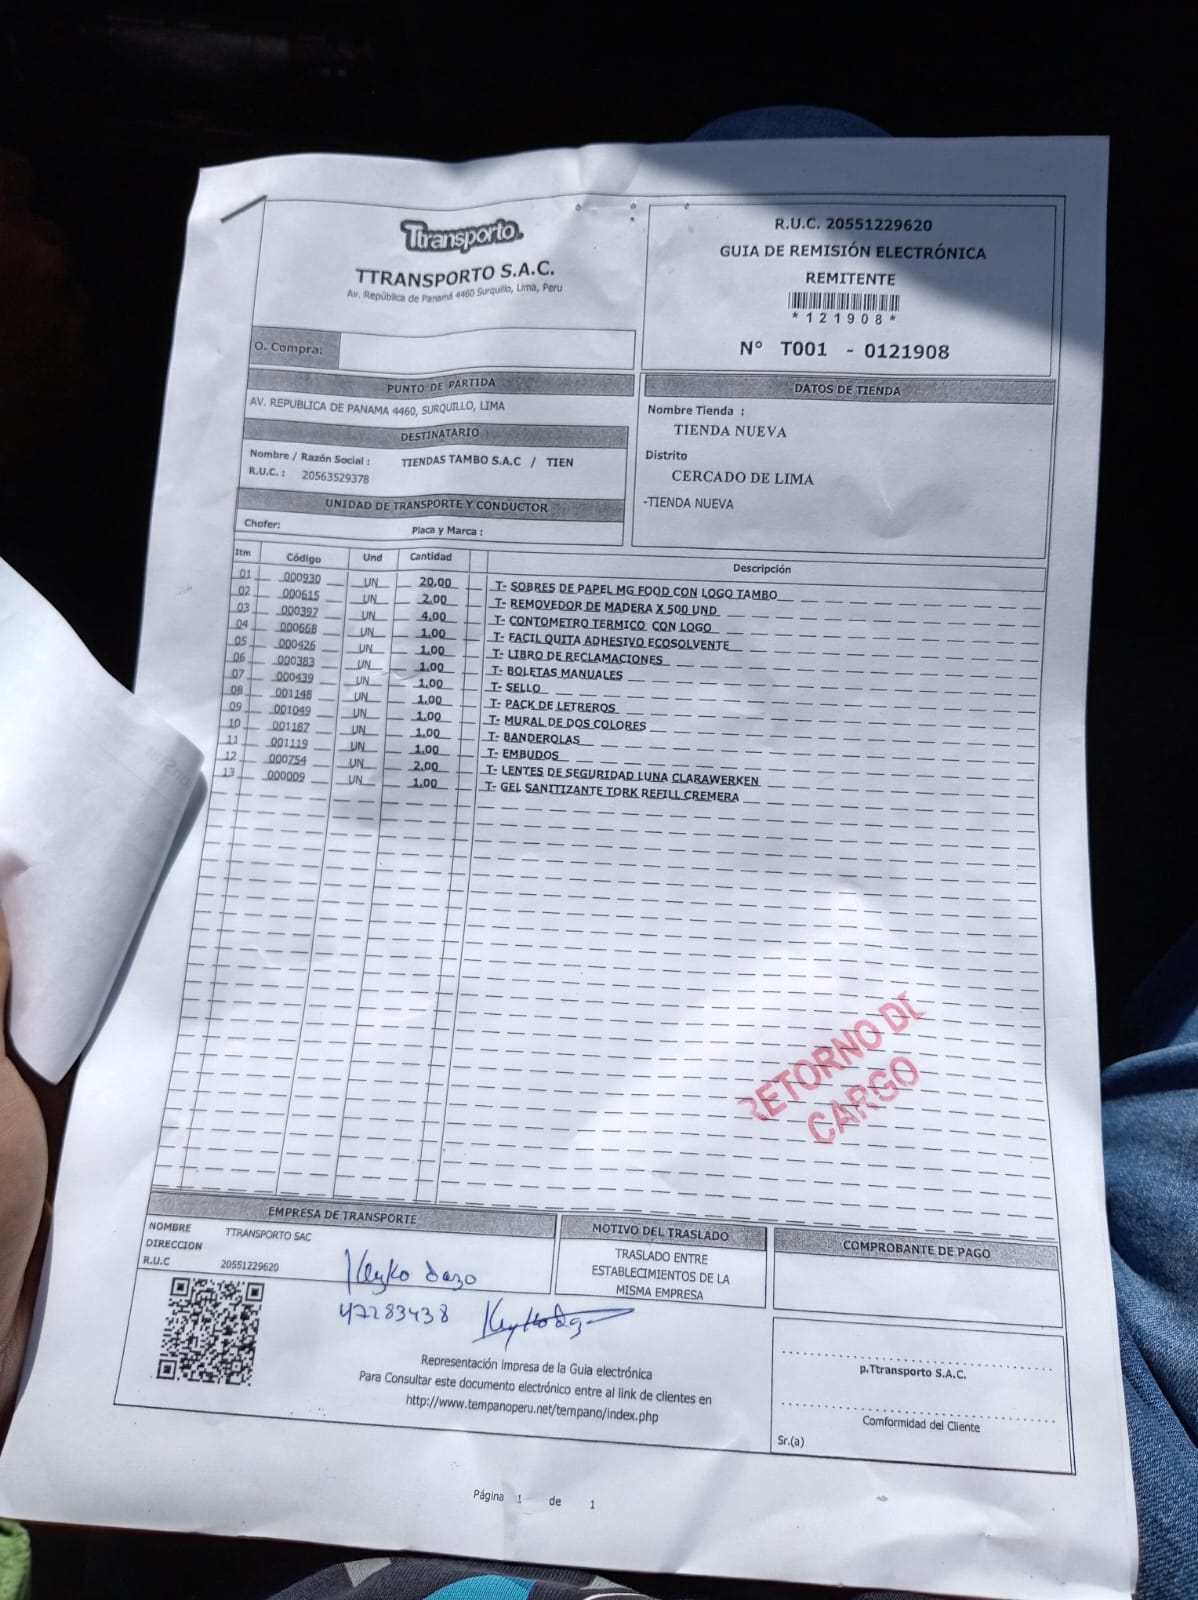 Ttransporto.
TTRANSPORTO S.A.C.
Av. República de Panamá 4460 Surquillo, Lima, Peru
O. Compra:
R.U.C. 20551229620
GUIA DE REMISIÓN ELECTRÓNICA
REMITENTE
*121908*
N° T001 - 0121908
PUNTO DE PARTIDA
AV. REPUBLICA DE PANAMA 4460, SURQUILLO, LIMA
DESTINATARIO
Nombre / Razón Social : TIENDAS TAMBO S.A.C / TIEN
R.U.C. : 20563529378
UNIDAD DE TRANSPORTE Y CONDUCTOR
Chofer: Placa y Marca :
DATOS DE TIENDA
Nombre Tienda :
TIENDA NUEVA
Distrito
CERCADO DE LIMA
-TIENDA NUEVA
Itm Código Und Cantidad Descripción
01 000930 UN 20.00 T- SOBRES DE PAPEL MG FOOD CON LOGO TAMBO
02 000615 UN 2.00 T- REMOVEDOR DE MADERA X 500 UND
03 000397 UN 4.00 T- CONTOMETRO TERMICO CON LOGO
04 000668 UN 1.00 T- FACIL QUITA ADHESIVO ECOSOLVENTE
05 000426 UN 1.00 T- LIBRO DE RECLAMACIONES
06 000383 UN 1.00 T- BOLETAS MANUALES
07 000439 UN 1.00 T- SELLO
08 001148 UN 1.00 T- PACK DE LETREROS
09 001049 UN 1.00 T- MURAL DE DOS COLORES
10 001187 UN 1.00 T- BANDEROLAS
11 001119 UN 1.00 T- EMBUDOS
12 000754 UN 2.00 T- LENTES DE SEGURIDAD LUNA CLARAWERKEN
13 000009 UN 1.00 T- GEL SANITIZANTE TORK REFILL CREMERA
RETORNO DE
CARGO
EMPRESA DE TRANSPORTE
NOMBRE TTRANSPORTO SAC
DIRECCION
R.U.C 20551229620
Keyko Dazo
47283438
MOTIVO DEL TRASLADO
TRASLADO ENTRE
ESTABLECIMIENTOS DE LA
MISMA EMPRESA
COMPROBANTE DE PAGO
Representación impresa de la Guia electrónica
Para Consultar este documento electrónico entre al link de clientes en
http://www.tempanoperu.net/tempano/index.php
p.Ttransporto S.A.C.
Comformidad del Cliente
Sr.(a)
Página 1 de 1